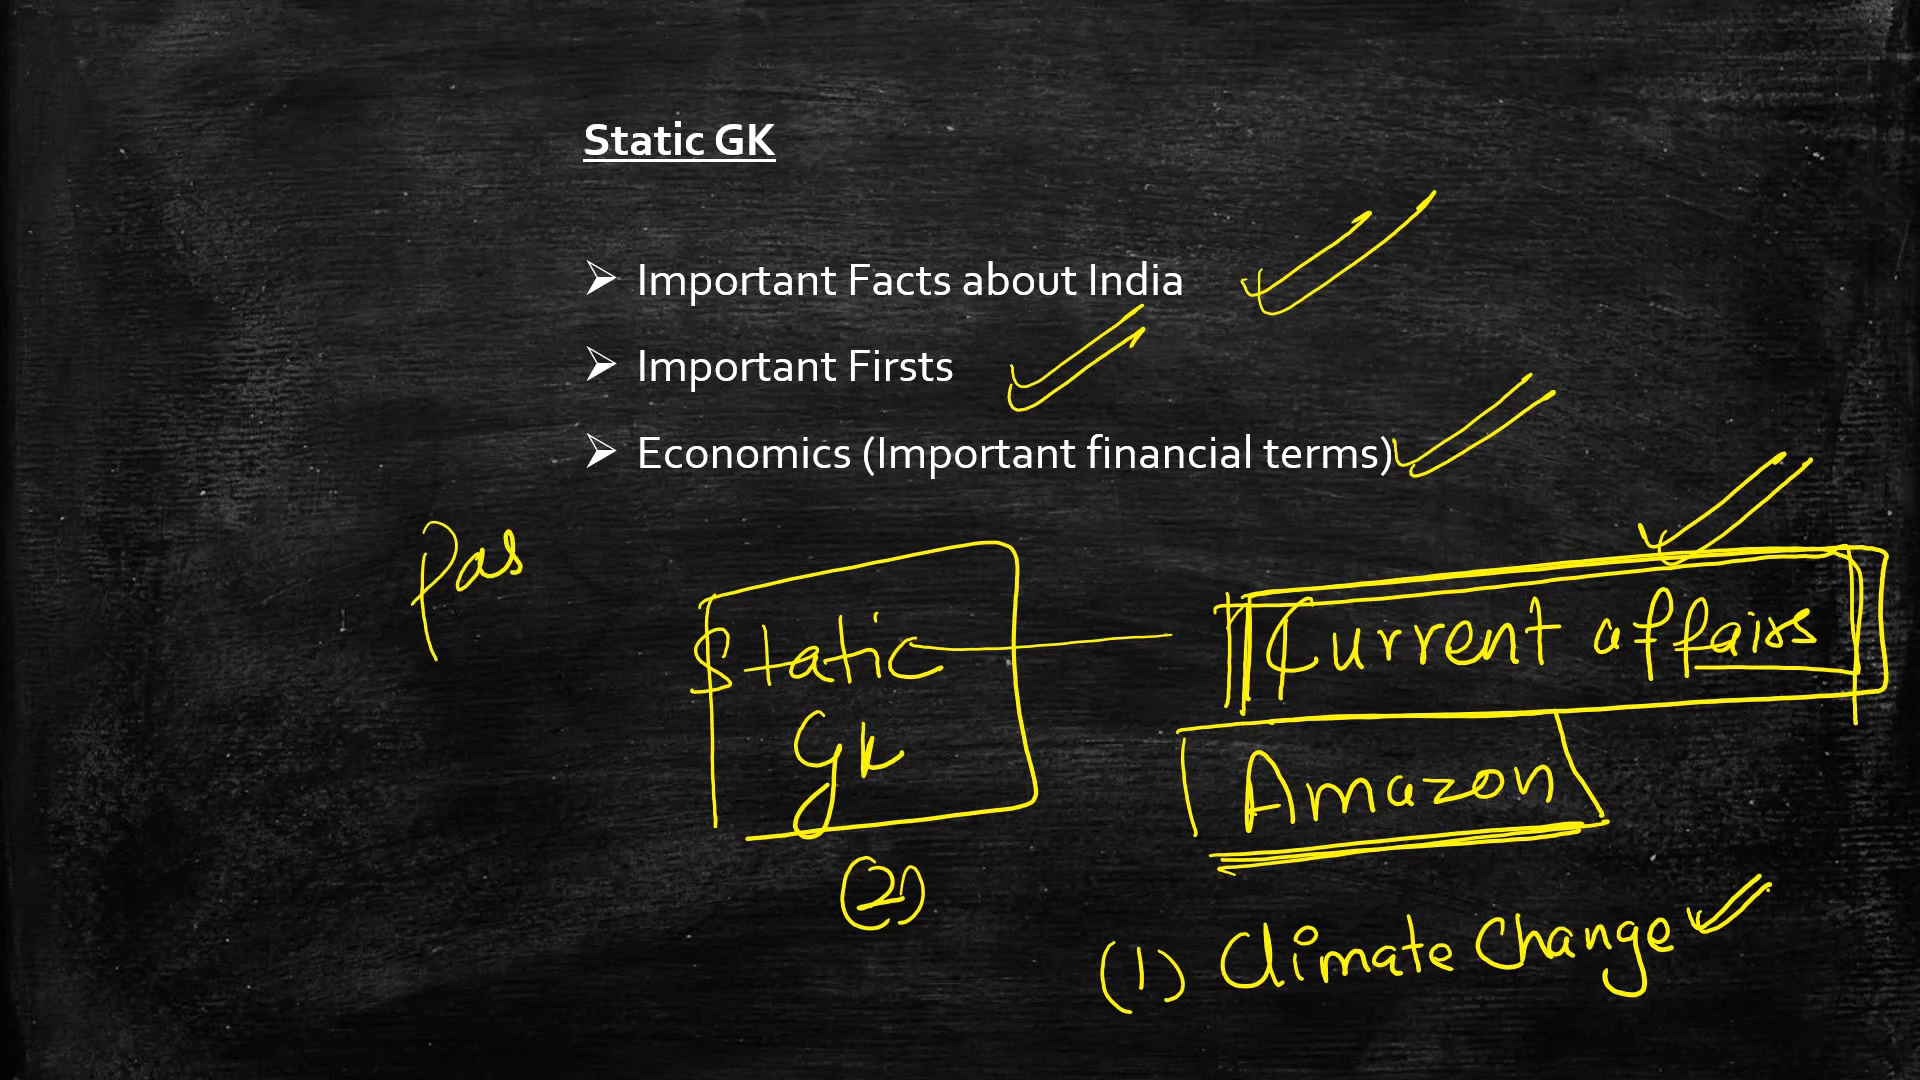 Static GK
➢ Important Facts about India
➢ Important Firsts
➢ Economics (Important financial terms)
Pas
Static
GK
(2)
Current affairs
Amazon
(1) Climate Change